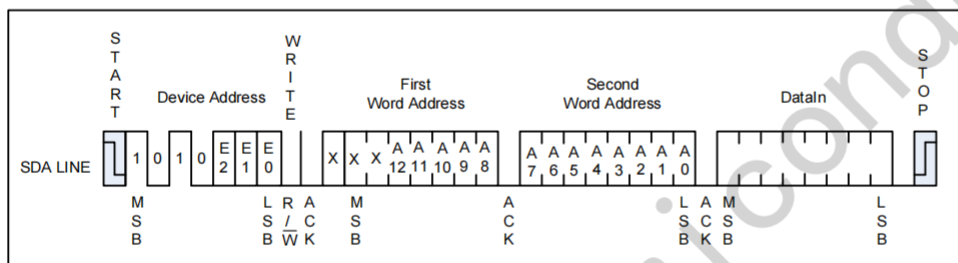 START
WRITE
STOP
Device Address
First
Word Address
Second
Word Address
DataIn
SDA LINE
1 0 1 0 E2 E1 E0
X X X A12 A11 A10 A9 A8
A7 A6 A5 A4 A3 A2 A1 A0
MSB
LSB
R/W̅
ACK
MSB
ACK
LSB
ACK
MSB
LSB
icond